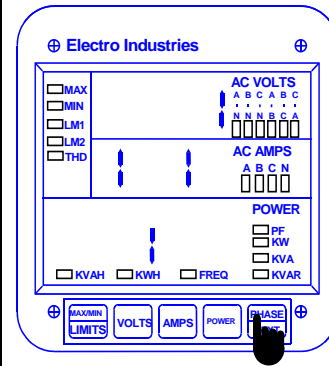 Electro Industries
AC VOLTS
A B C A B C
N N N B C A
MAX
MIN
LM1
LM2
THD
AC AMPS
A B C N
POWER
PF
KW
KVA
KVAH KWH FREQ KVAR
MAX/MIN
LIMITS
VOLTS
AMPS
POWER
PHASE